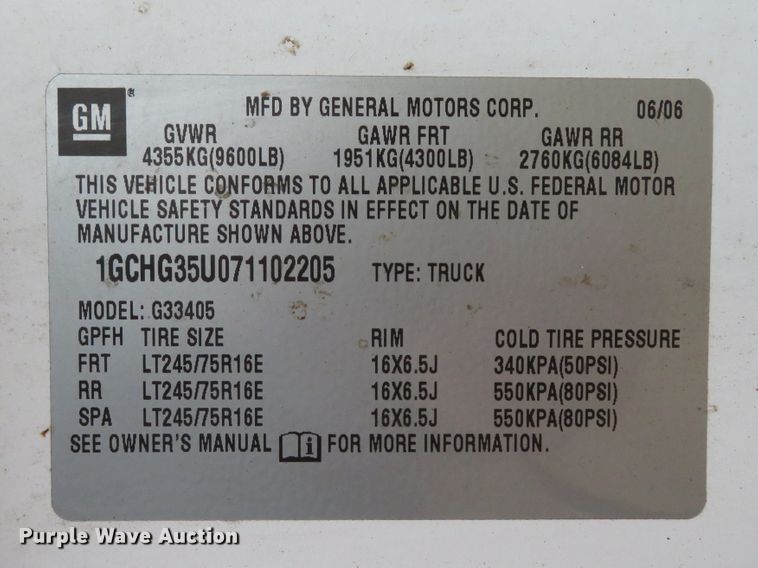 GM ® MFD BY GENERAL MOTORS CORP. 06/06
GVWR GAWR FRT GAWR RR
4355KG(9600LB) 1951KG(4300LB) 2760KG(6084LB)
THIS VEHICLE CONFORMS TO ALL APPLICABLE U.S. FEDERAL MOTOR
VEHICLE SAFETY STANDARDS IN EFFECT ON THE DATE OF
MANUFACTURE SHOWN ABOVE.
1GCHG35U071102205 TYPE: TRUCK
MODEL: G33405
GPFH TIRE SIZE RIM COLD TIRE PRESSURE
FRT LT245/75R16E 16X6.5J 340KPA(50PSI)
RR LT245/75R16E 16X6.5J 550KPA(80PSI)
SPA LT245/75R16E 16X6.5J 550KPA(80PSI)
SEE OWNER'S MANUAL i FOR MORE INFORMATION.
Purple Wave Auction